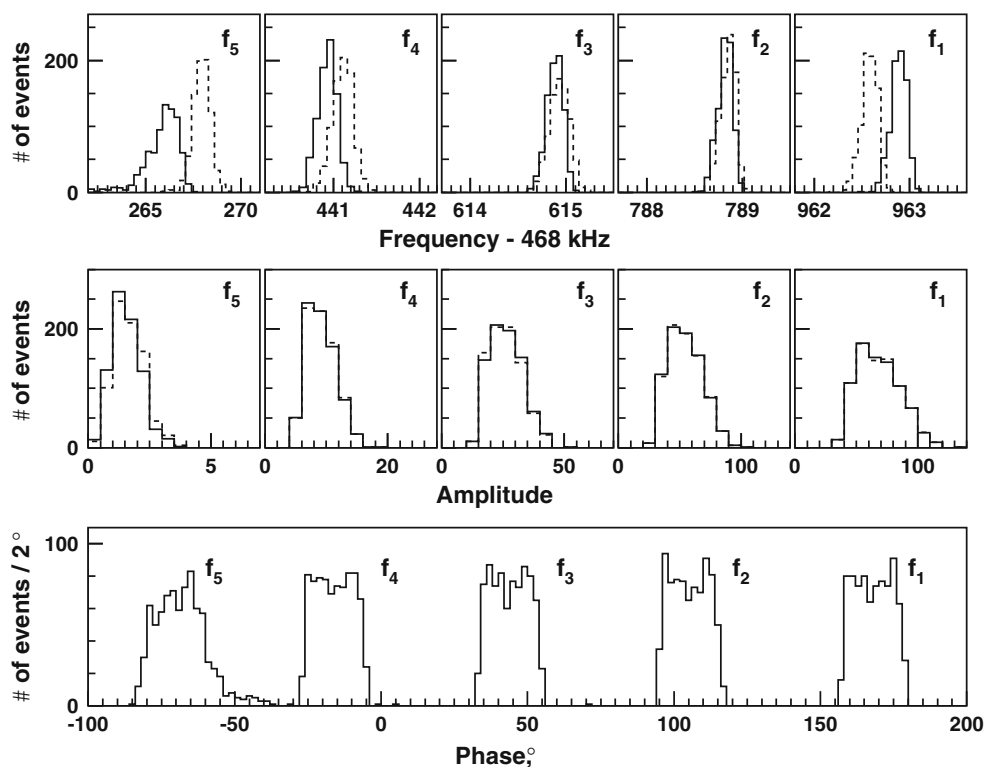 # of events
200
0
f5
f4
f3
f2
f1
265 270 441 442 614 615 788 789 962 963
Frequency - 468 kHz
# of events
200
0
f5
f4
f3
f2
f1
0 5 0 20 0 50 0 100 0 100
Amplitude
# of events / 2°
100
0
f5
f4
f3
f2
f1
-100 -50 0 50 100 150 200
Phase,°